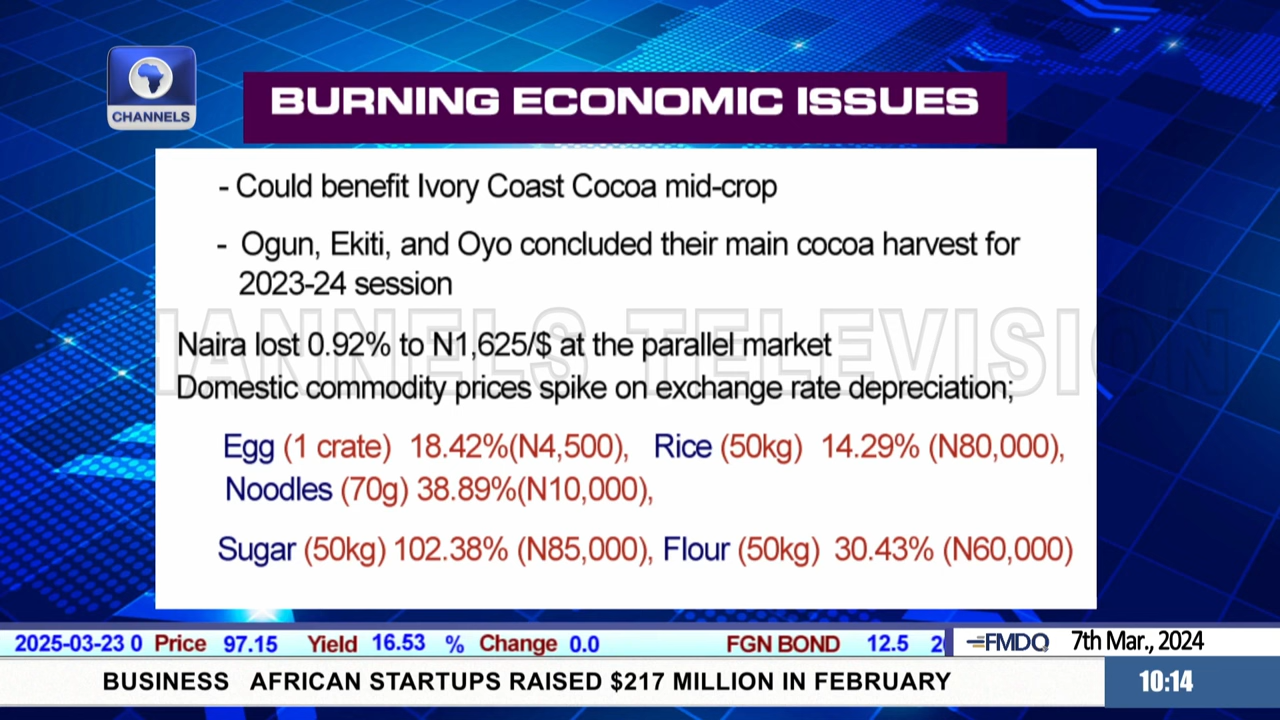 CHANNELS
BURNING ECONOMIC ISSUES
- Could benefit Ivory Coast Cocoa mid-crop
- Ogun, Ekiti, and Oyo concluded their main cocoa harvest for
2023-24 session
CHANNELS TELEVISION
Naira lost 0.92% to N1,625/$ at the parallel market
Domestic commodity prices spike on exchange rate depreciation;
Egg (1 crate) 18.42%(N4,500), Rice (50kg) 14.29% (N80,000),
Noodles (70g) 38.89%(N10,000),
Sugar (50kg) 102.38% (N85,000), Flour (50kg) 30.43% (N60,000)
2025-03-23 0 Price 97.15 Yield 16.53 % Change 0.0 FGN BOND 12.5 2 FMDQ 7th Mar., 2024
BUSINESS AFRICAN STARTUPS RAISED $217 MILLION IN FEBRUARY 10:14